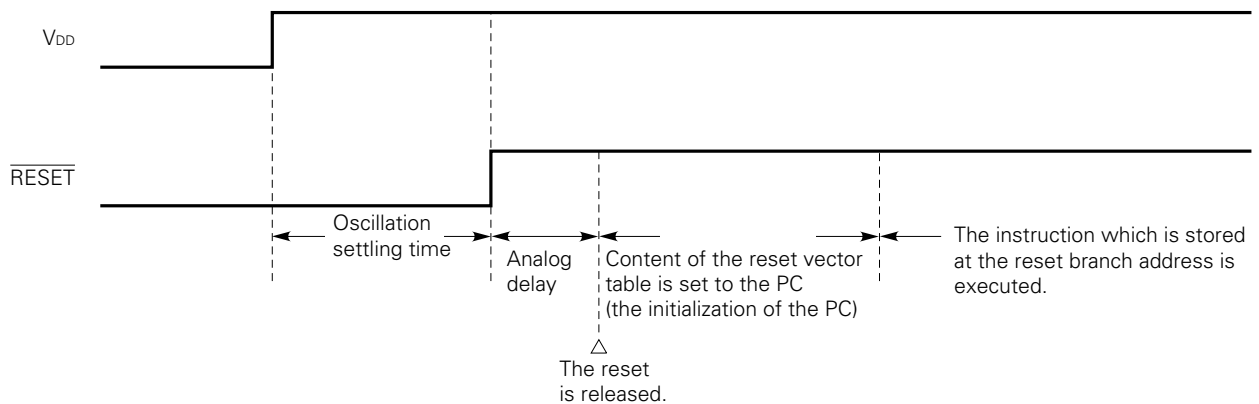 VDD
RESET
Oscillation
settling time
Analog
delay
Content of the reset vector
table is set to the PC
(the initialization of the PC)
The instruction which is stored
at the reset branch address is
executed.
The reset
is released.